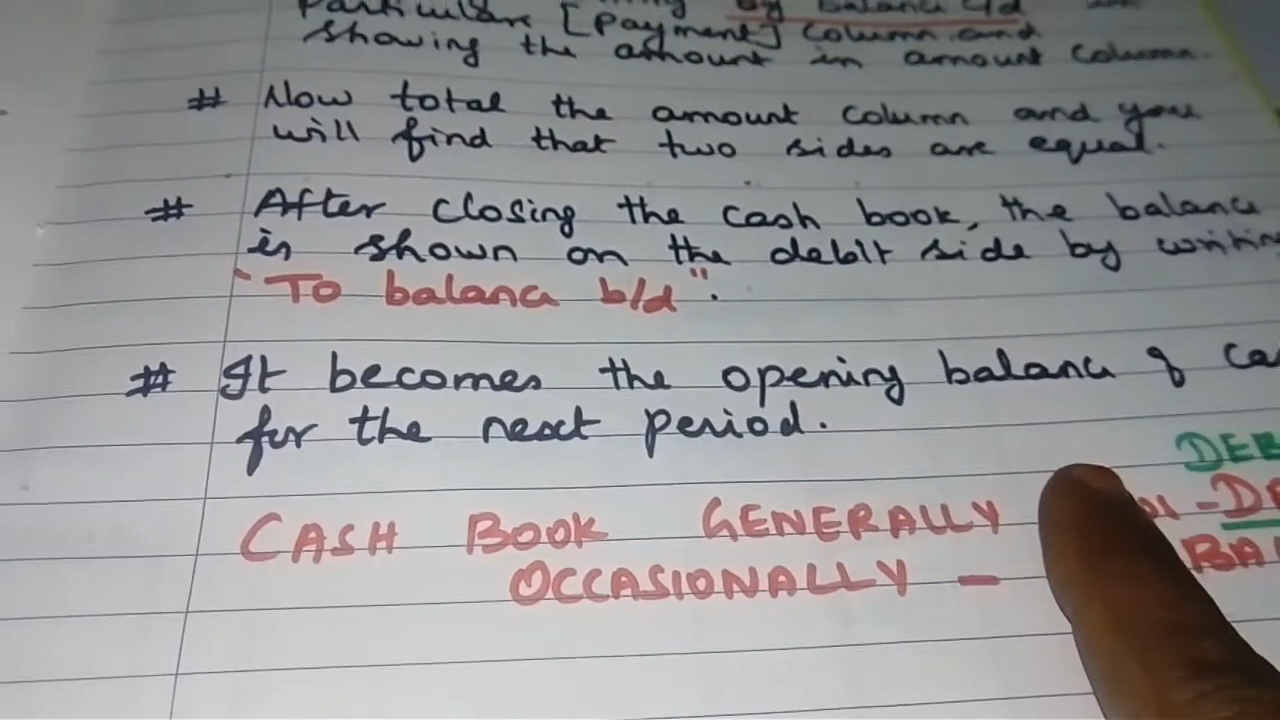 Particulars [Payment] column and
showing the amount in amount column.
# Now total the amount column and you
will find that two sides are equal.
# After closing the cash book, the balance
is shown on the debit side by
"To balance b/d".
# It becomes the opening balance of
for the next period.
CASH BOOK GENERALLY
OCCASIONALLY –